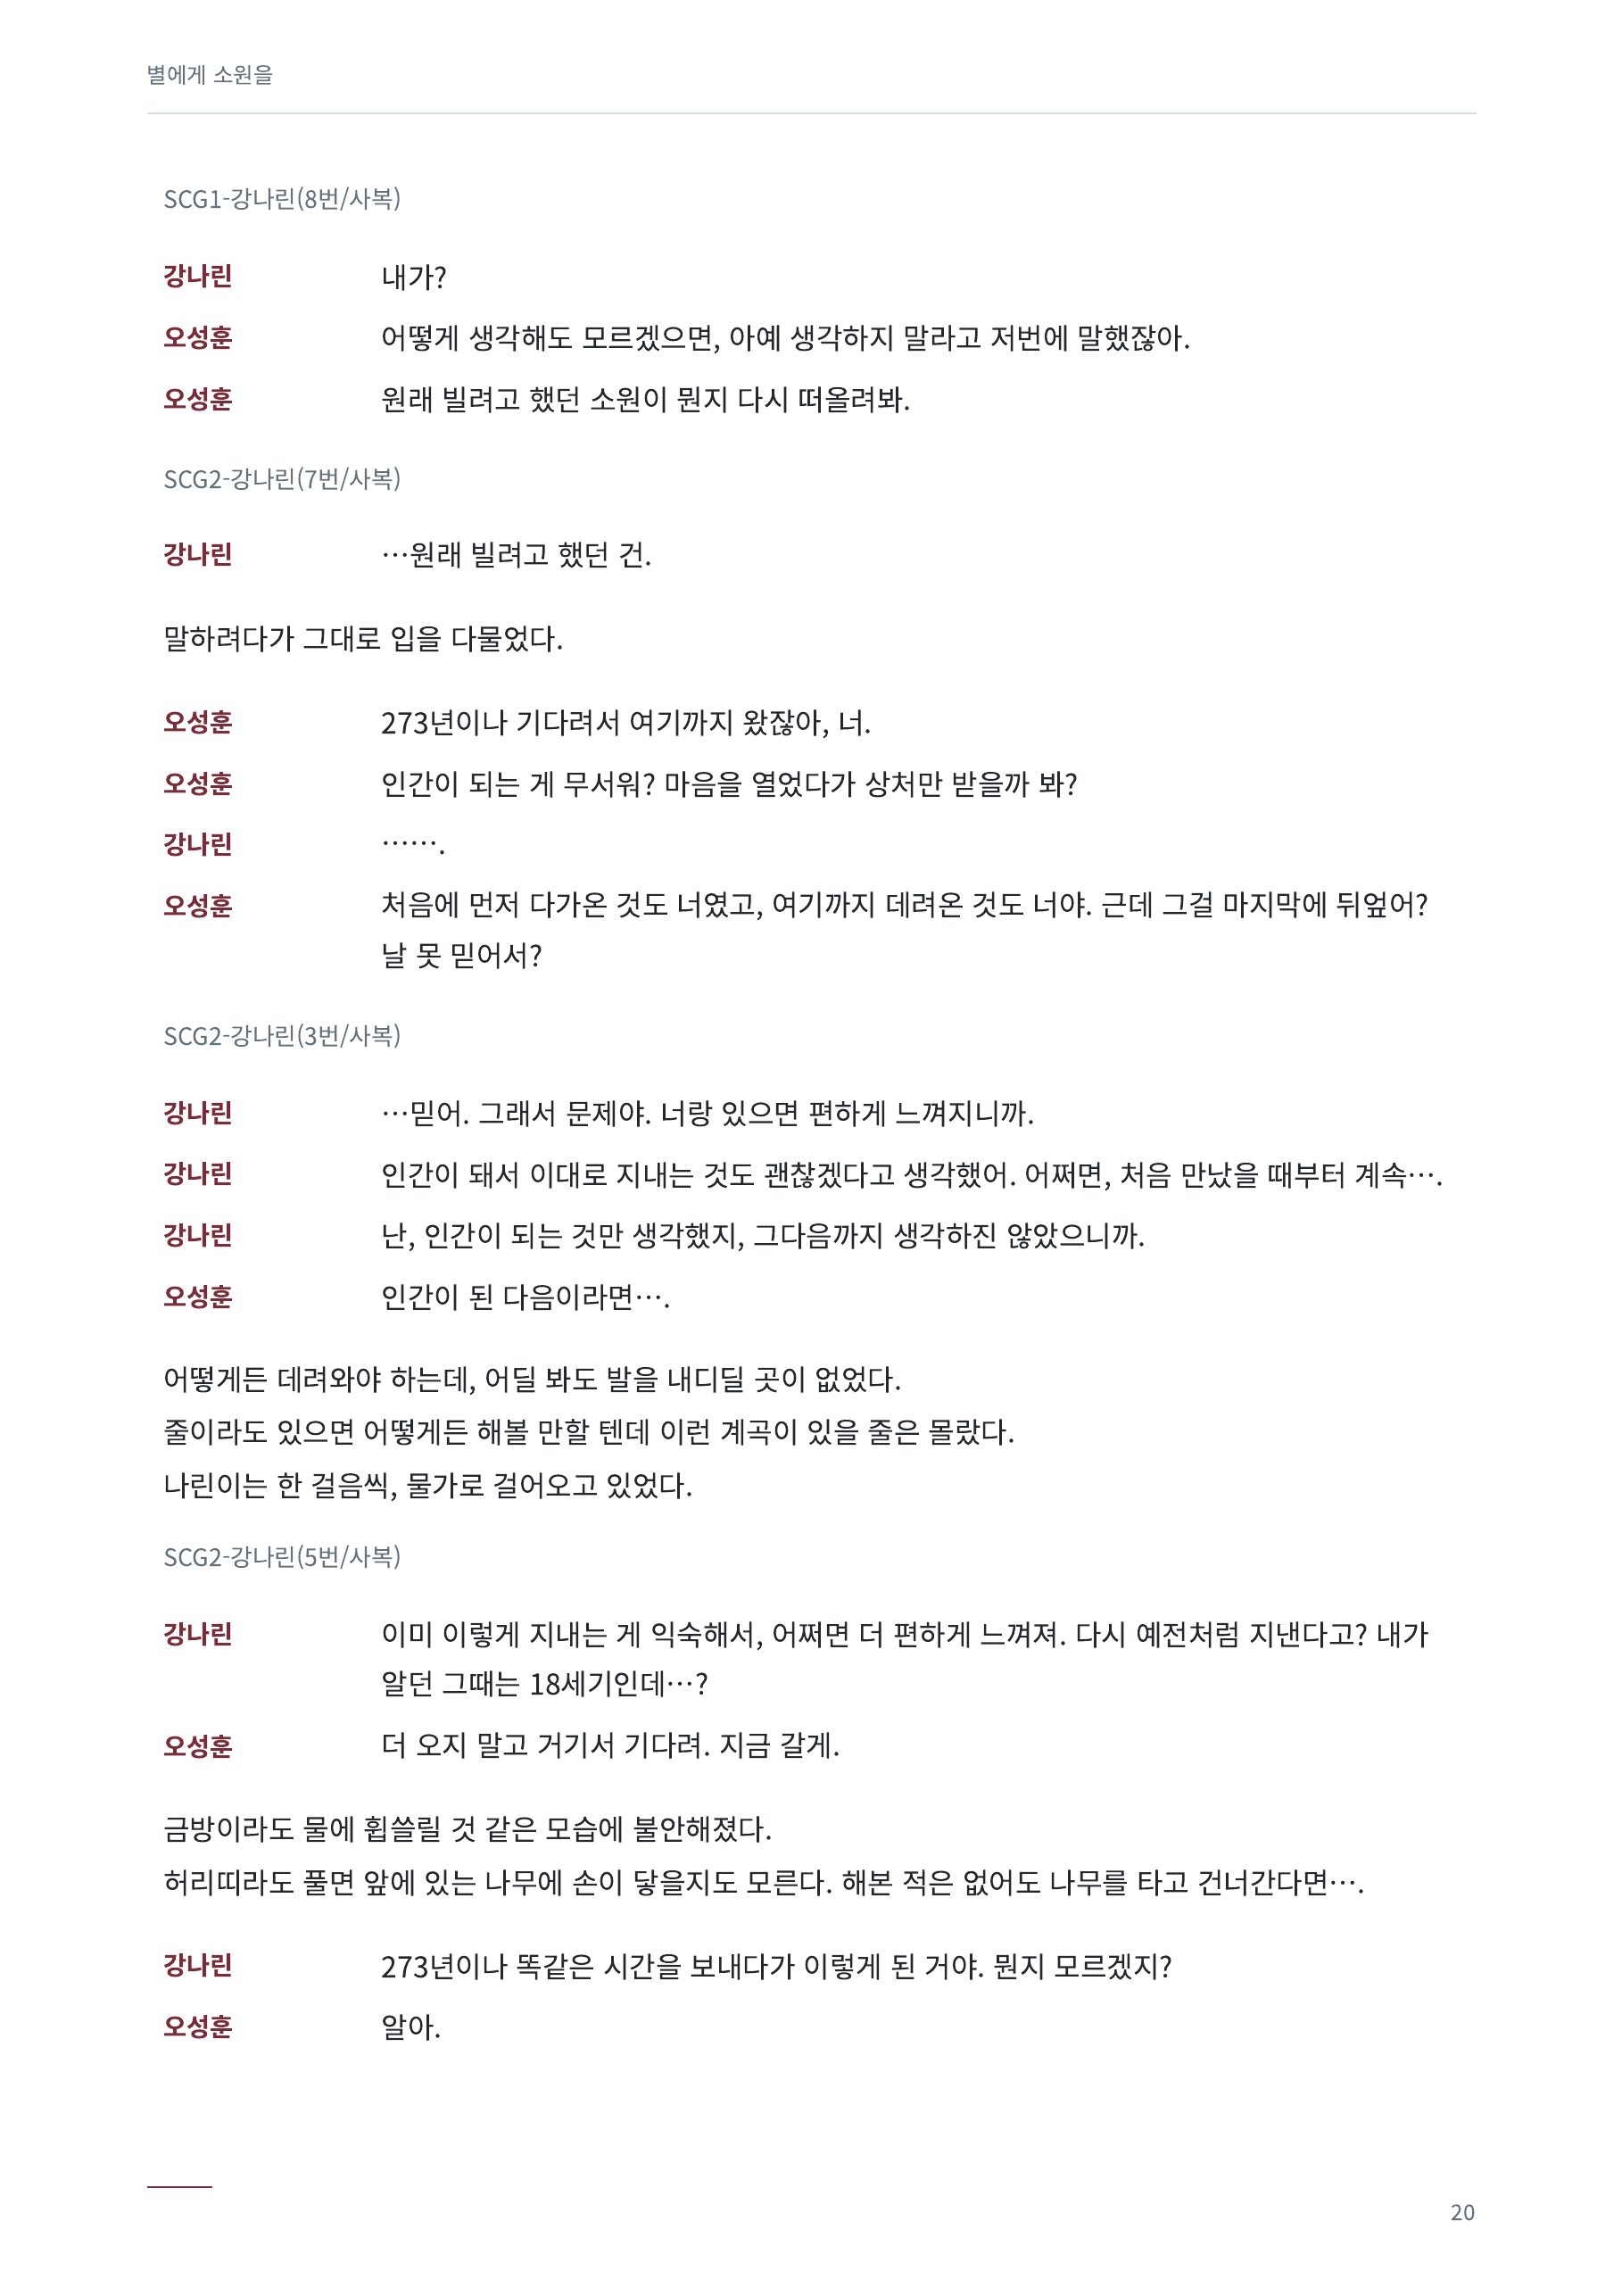 별에게 소원을
SCG1-강나린(8번/사복)
강나린 내가?
오성훈 어떻게 생각해도 모르겠으면, 아예 생각하지 말라고 저번에 말했잖아.
오성훈 원래 빌려고 했던 소원이 뭔지 다시 떠올려봐.
SCG2-강나린(7번/사복)
강나린 …원래 빌려고 했던 건.
말하려다가 그대로 입을 다물었다.
오성훈 273년이나 기다려서 여기까지 왔잖아, 너.
오성훈 인간이 되는 게 무서워? 마음을 열었다가 상처만 받을까 봐?
강나린 …….
오성훈 처음에 먼저 다가온 것도 너였고, 여기까지 데려온 것도 너야. 근데 그걸 마지막에 뒤엎어?
날 못 믿어서?
SCG2-강나린(3번/사복)
강나린 …믿어. 그래서 문제야. 너랑 있으면 편하게 느껴지니까.
강나린 인간이 돼서 이대로 지내는 것도 괜찮겠다고 생각했어. 어쩌면, 처음 만났을 때부터 계속….
강나린 난, 인간이 되는 것만 생각했지, 그다음까지 생각하진 않았으니까.
오성훈 인간이 된 다음이라면….
어떻게든 데려와야 하는데, 어딜 봐도 발을 내디딜 곳이 없었다.
줄이라도 있으면 어떻게든 해볼 만할 텐데 이런 계곡이 있을 줄은 몰랐다.
나린이는 한 걸음씩, 물가로 걸어오고 있었다.
SCG2-강나린(5번/사복)
강나린 이미 이렇게 지내는 게 익숙해서, 어쩌면 더 편하게 느껴져. 다시 예전처럼 지낸다고? 내가
알던 그때는 18세기인데…?
오성훈 더 오지 말고 거기서 기다려. 지금 갈게.
금방이라도 물에 휩쓸릴 것 같은 모습에 불안해졌다.
허리띠라도 풀면 앞에 있는 나무에 손이 닿을지도 모른다. 해본 적은 없어도 나무를 타고 건너간다면….
강나린 273년이나 똑같은 시간을 보내다가 이렇게 된 거야. 뭔지 모르겠지?
오성훈 알아.
20